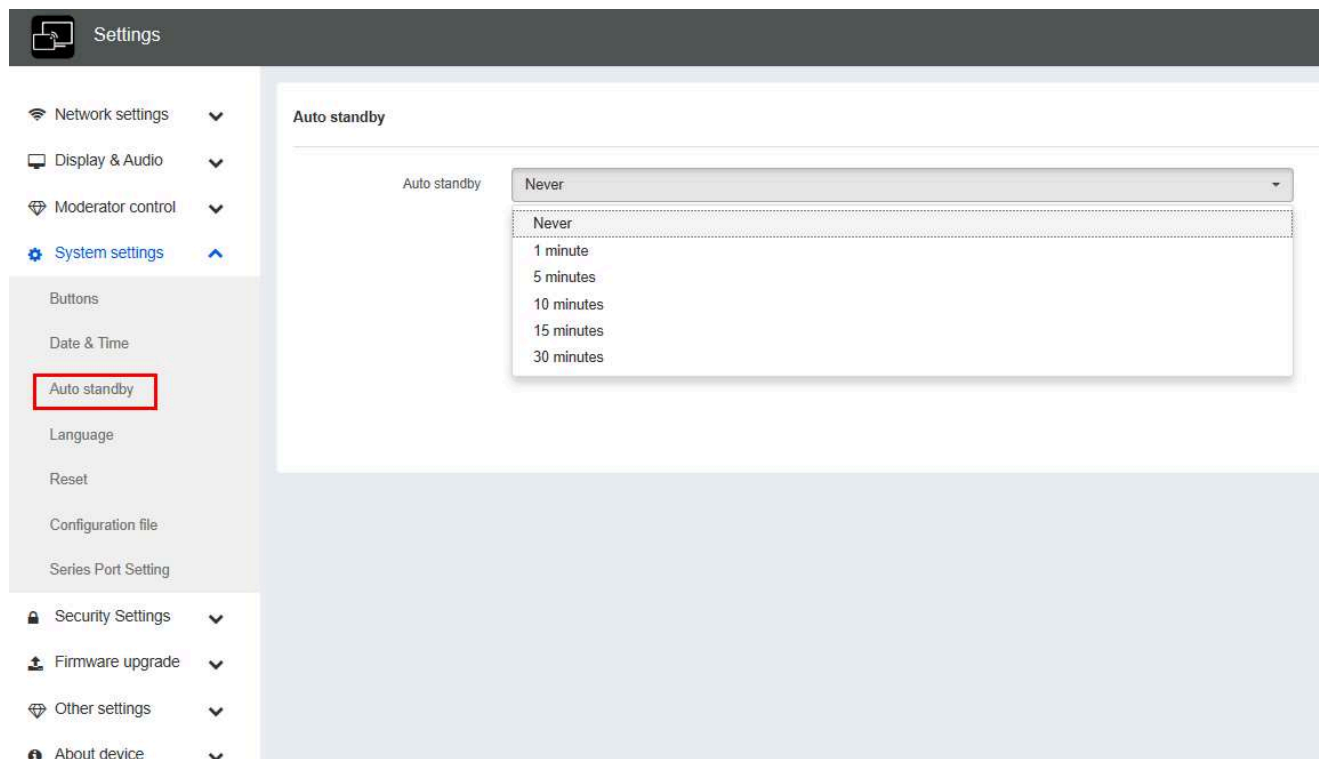 Settings
Network settings
Display & Audio
Moderator control
System settings
Buttons
Date & Time
Auto standby
Language
Reset
Configuration file
Series Port Setting
Security Settings
Firmware upgrade
Other settings
About device
Auto standby
Auto standby Never
Never
1 minute
5 minutes
10 minutes
15 minutes
30 minutes